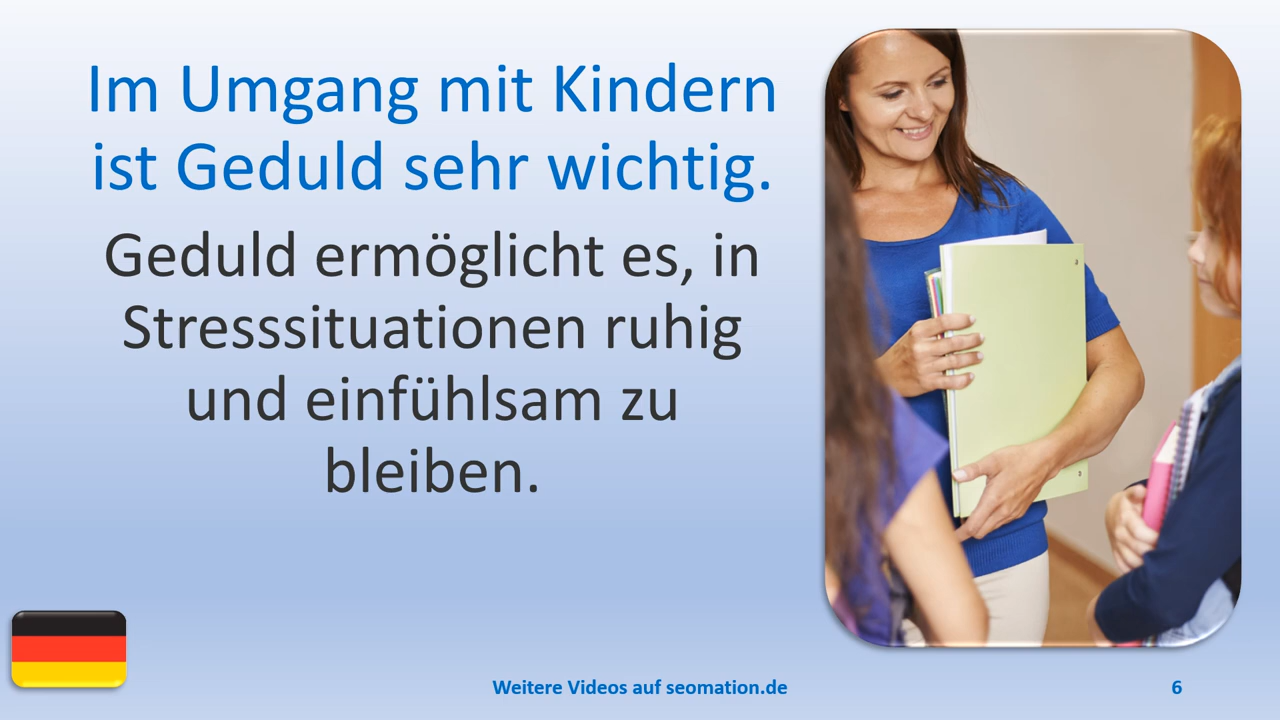 Im Umgang mit Kindern
ist Geduld sehr wichtig.
Geduld ermöglicht es, in
Stresssituationen ruhig
und einfühlsam zu
bleiben.
Weitere Videos auf seomation.de
6